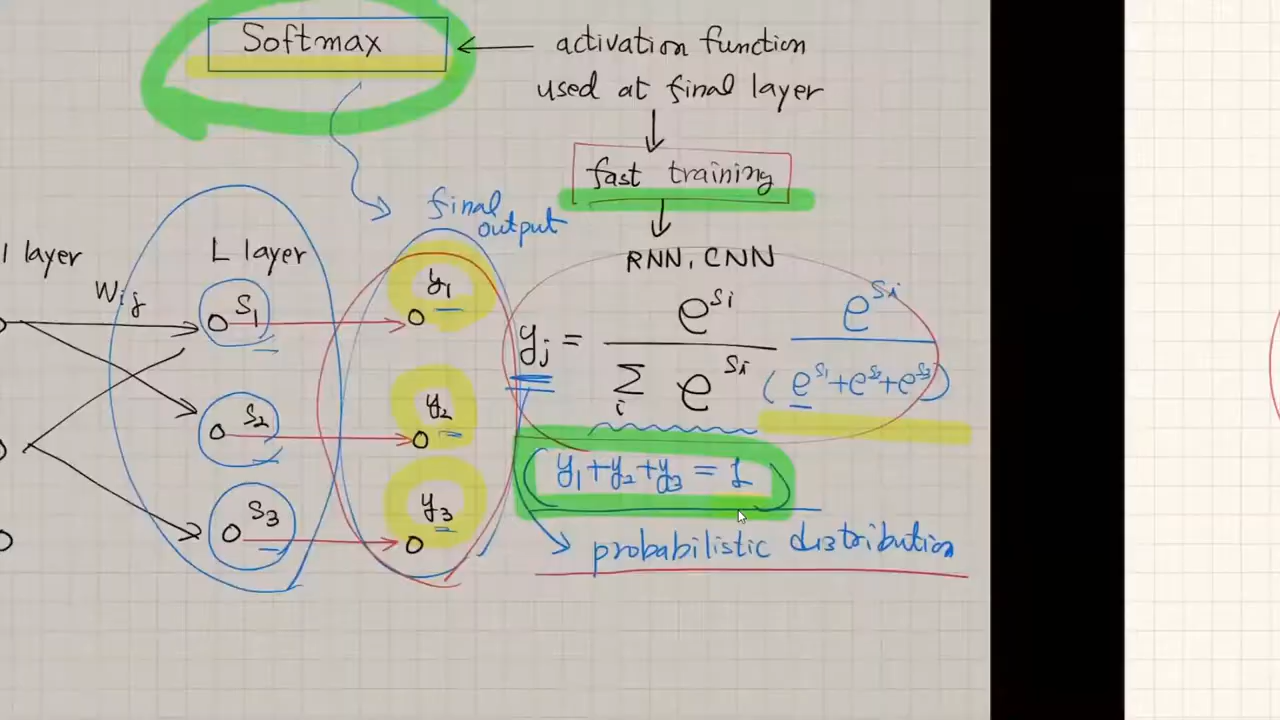 Softmax
activation function
used at final layer
fast training
RNN, CNN
final
output
l layer
L layer
Wij
S1
S2
S3
y1
y2
y3
yj = e^Si / Σi e^Si
e^Si / (e^S1+e^S2+e^S3)
(y1+y2+y3 = 1)
probabilistic distribution